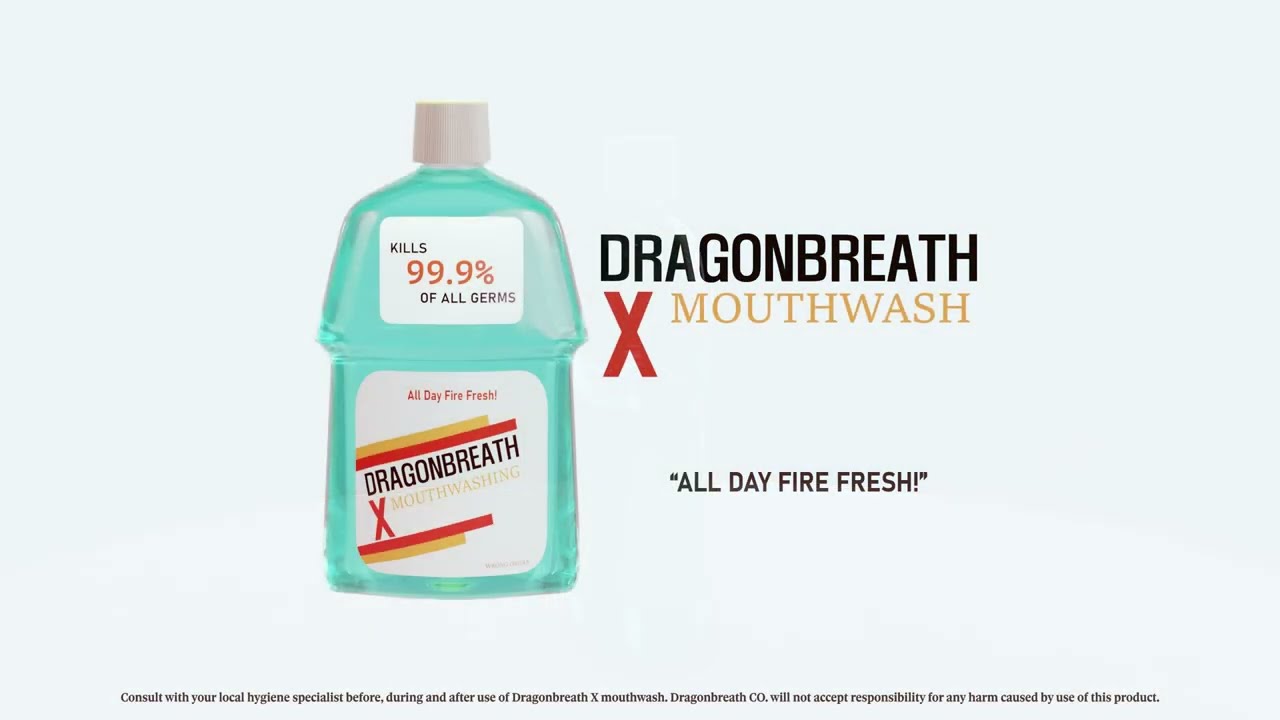 KILLS
99.9%
OF ALL GERMS
All Day Fire Fresh!
DRAGONBREATH
X MOUTHWASHING
DRAGONBREATH
X MOUTHWASH
“ALL DAY FIRE FRESH!”
Consult with your local hygiene specialist before, during and after use of Dragonbreath X mouthwash. Dragonbreath CO. will not accept responsibility for any harm caused by use of this product.